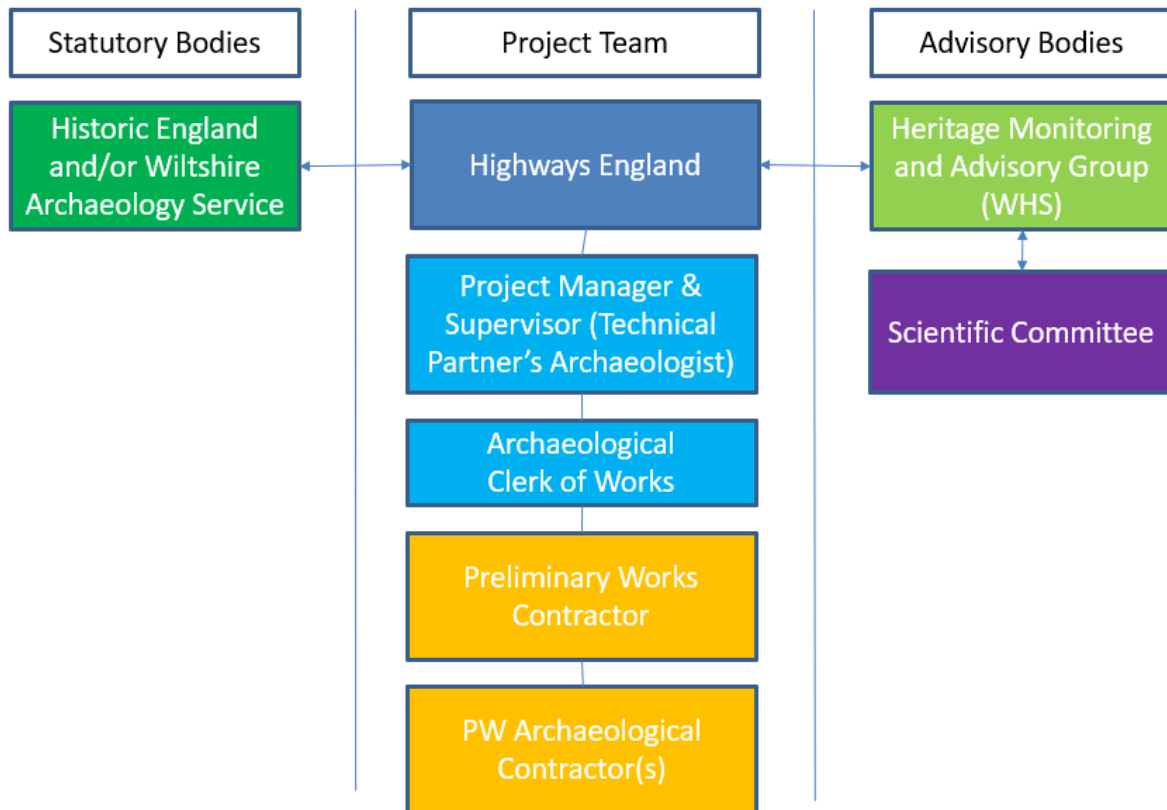 Statutory Bodies
Project Team
Advisory Bodies
Historic England
and/or Wiltshire
Archaeology Service
Highways England
Heritage Monitoring
and Advisory Group
(WHS)
Project Manager &
Supervisor (Technical
Partner’s Archaeologist)
Scientific Committee
Archaeological
Clerk of Works
Preliminary Works
Contractor
PW Archaeological
Contractor(s)